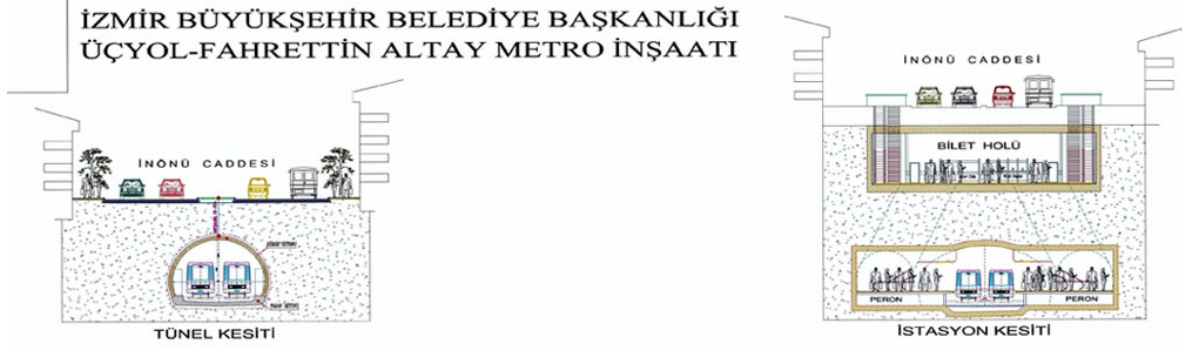 İZMİR BÜYÜKŞEHİR BELEDİYE BAŞKANLIĞI
ÜÇYOL-FAHRETTİN ALTAY METRO İNŞAATI
İNÖNÜ CADDESİ
TÜNEL KESİTİ
İNÖNÜ CADDESİ
BİLET HOLÜ
PERON
PERON
İSTASYON KESİTİ